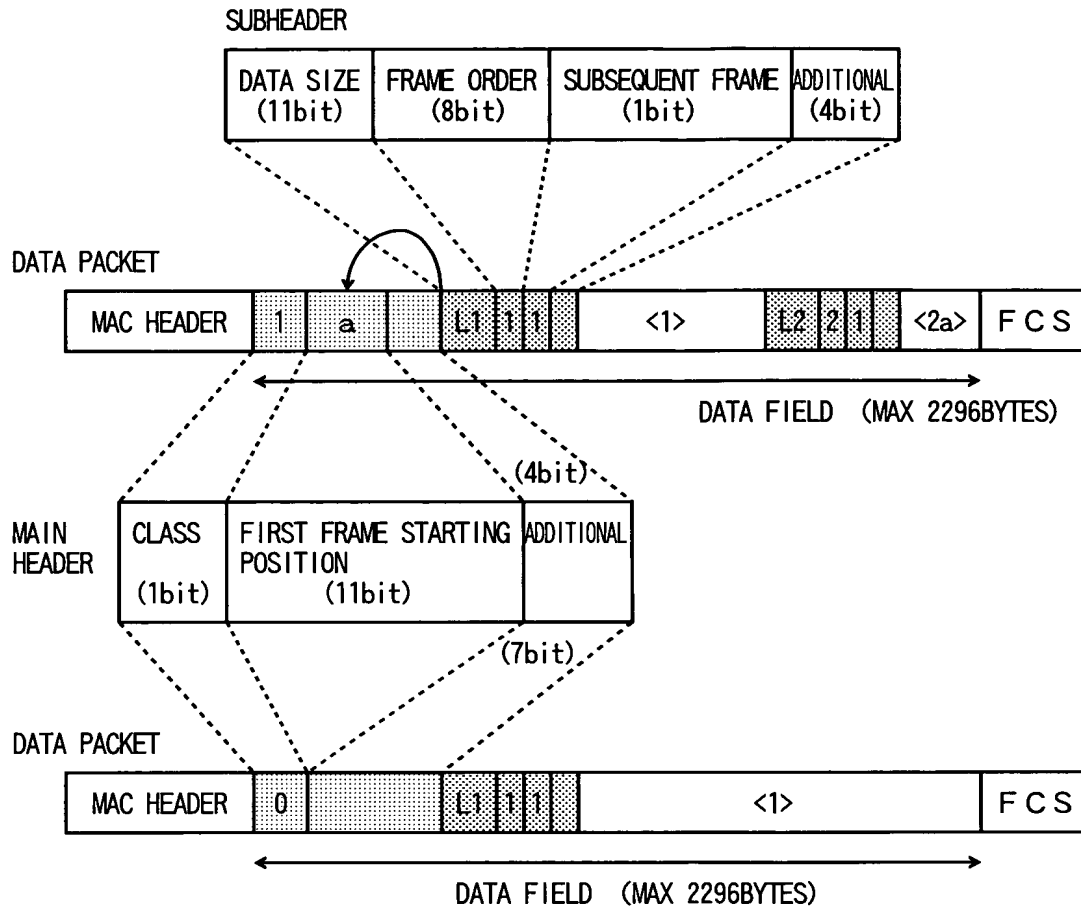 SUBHEADER
DATA SIZE (11bit)
FRAME ORDER (8bit)
SUBSEQUENT FRAME (1bit)
ADDITIONAL (4bit)
DATA PACKET
MAC HEADER 1 a L1 1 1 <1> L2 2 1 <2a> FCS
DATA FIELD (MAX 2296BYTES)
(4bit)
MAIN HEADER
CLASS (1bit)
FIRST FRAME STARTING POSITION (11bit)
ADDITIONAL
(7bit)
DATA PACKET
MAC HEADER 0 L1 1 1 <1> FCS
DATA FIELD (MAX 2296BYTES)